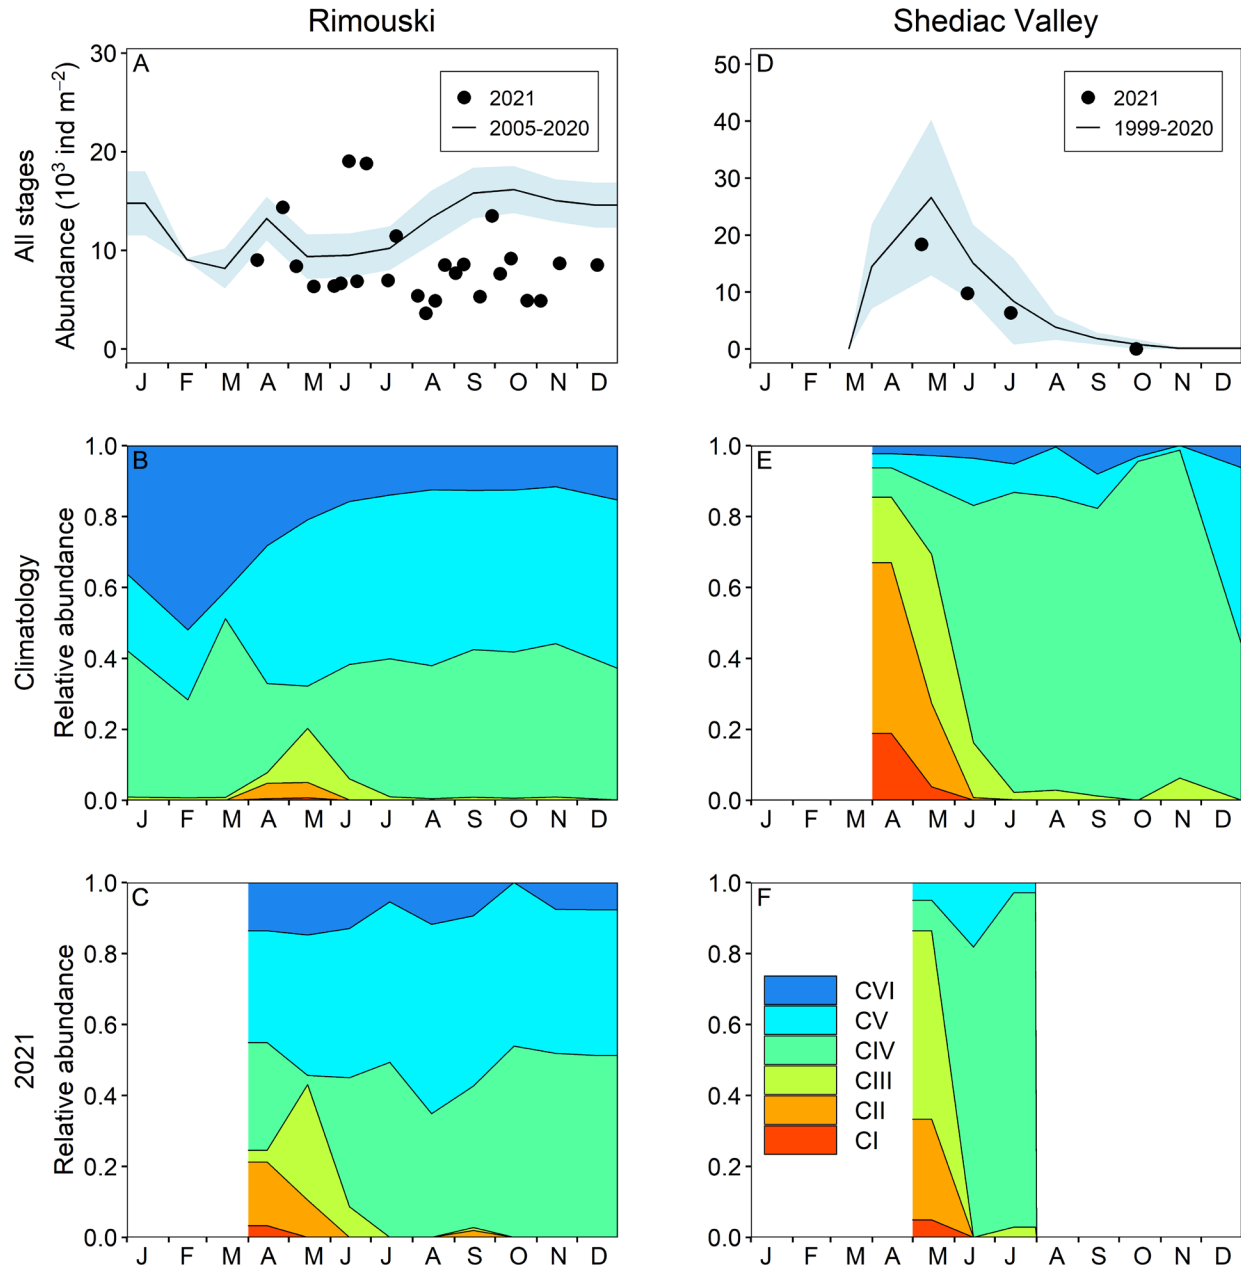 Rimouski
Shediac Valley
All stages
Abundance (10³ ind m⁻²)
A
30
20
10
0
2021
2005-2020
J F M A M J J A S O N D
D
50
40
30
20
10
0
2021
1999-2020
J F M A M J J A S O N D
Climatology
Relative abundance
B
1.0
0.8
0.6
0.4
0.2
0.0
J F M A M J J A S O N D
E
1.0
0.8
0.6
0.4
0.2
0.0
J F M A M J J A S O N D
2021
Relative abundance
C
1.0
0.8
0.6
0.4
0.2
0.0
J F M A M J J A S O N D
F
1.0
0.8
0.6
0.4
0.2
0.0
CVI
CV
CIV
CIII
CII
CI
J F M A M J J A S O N D